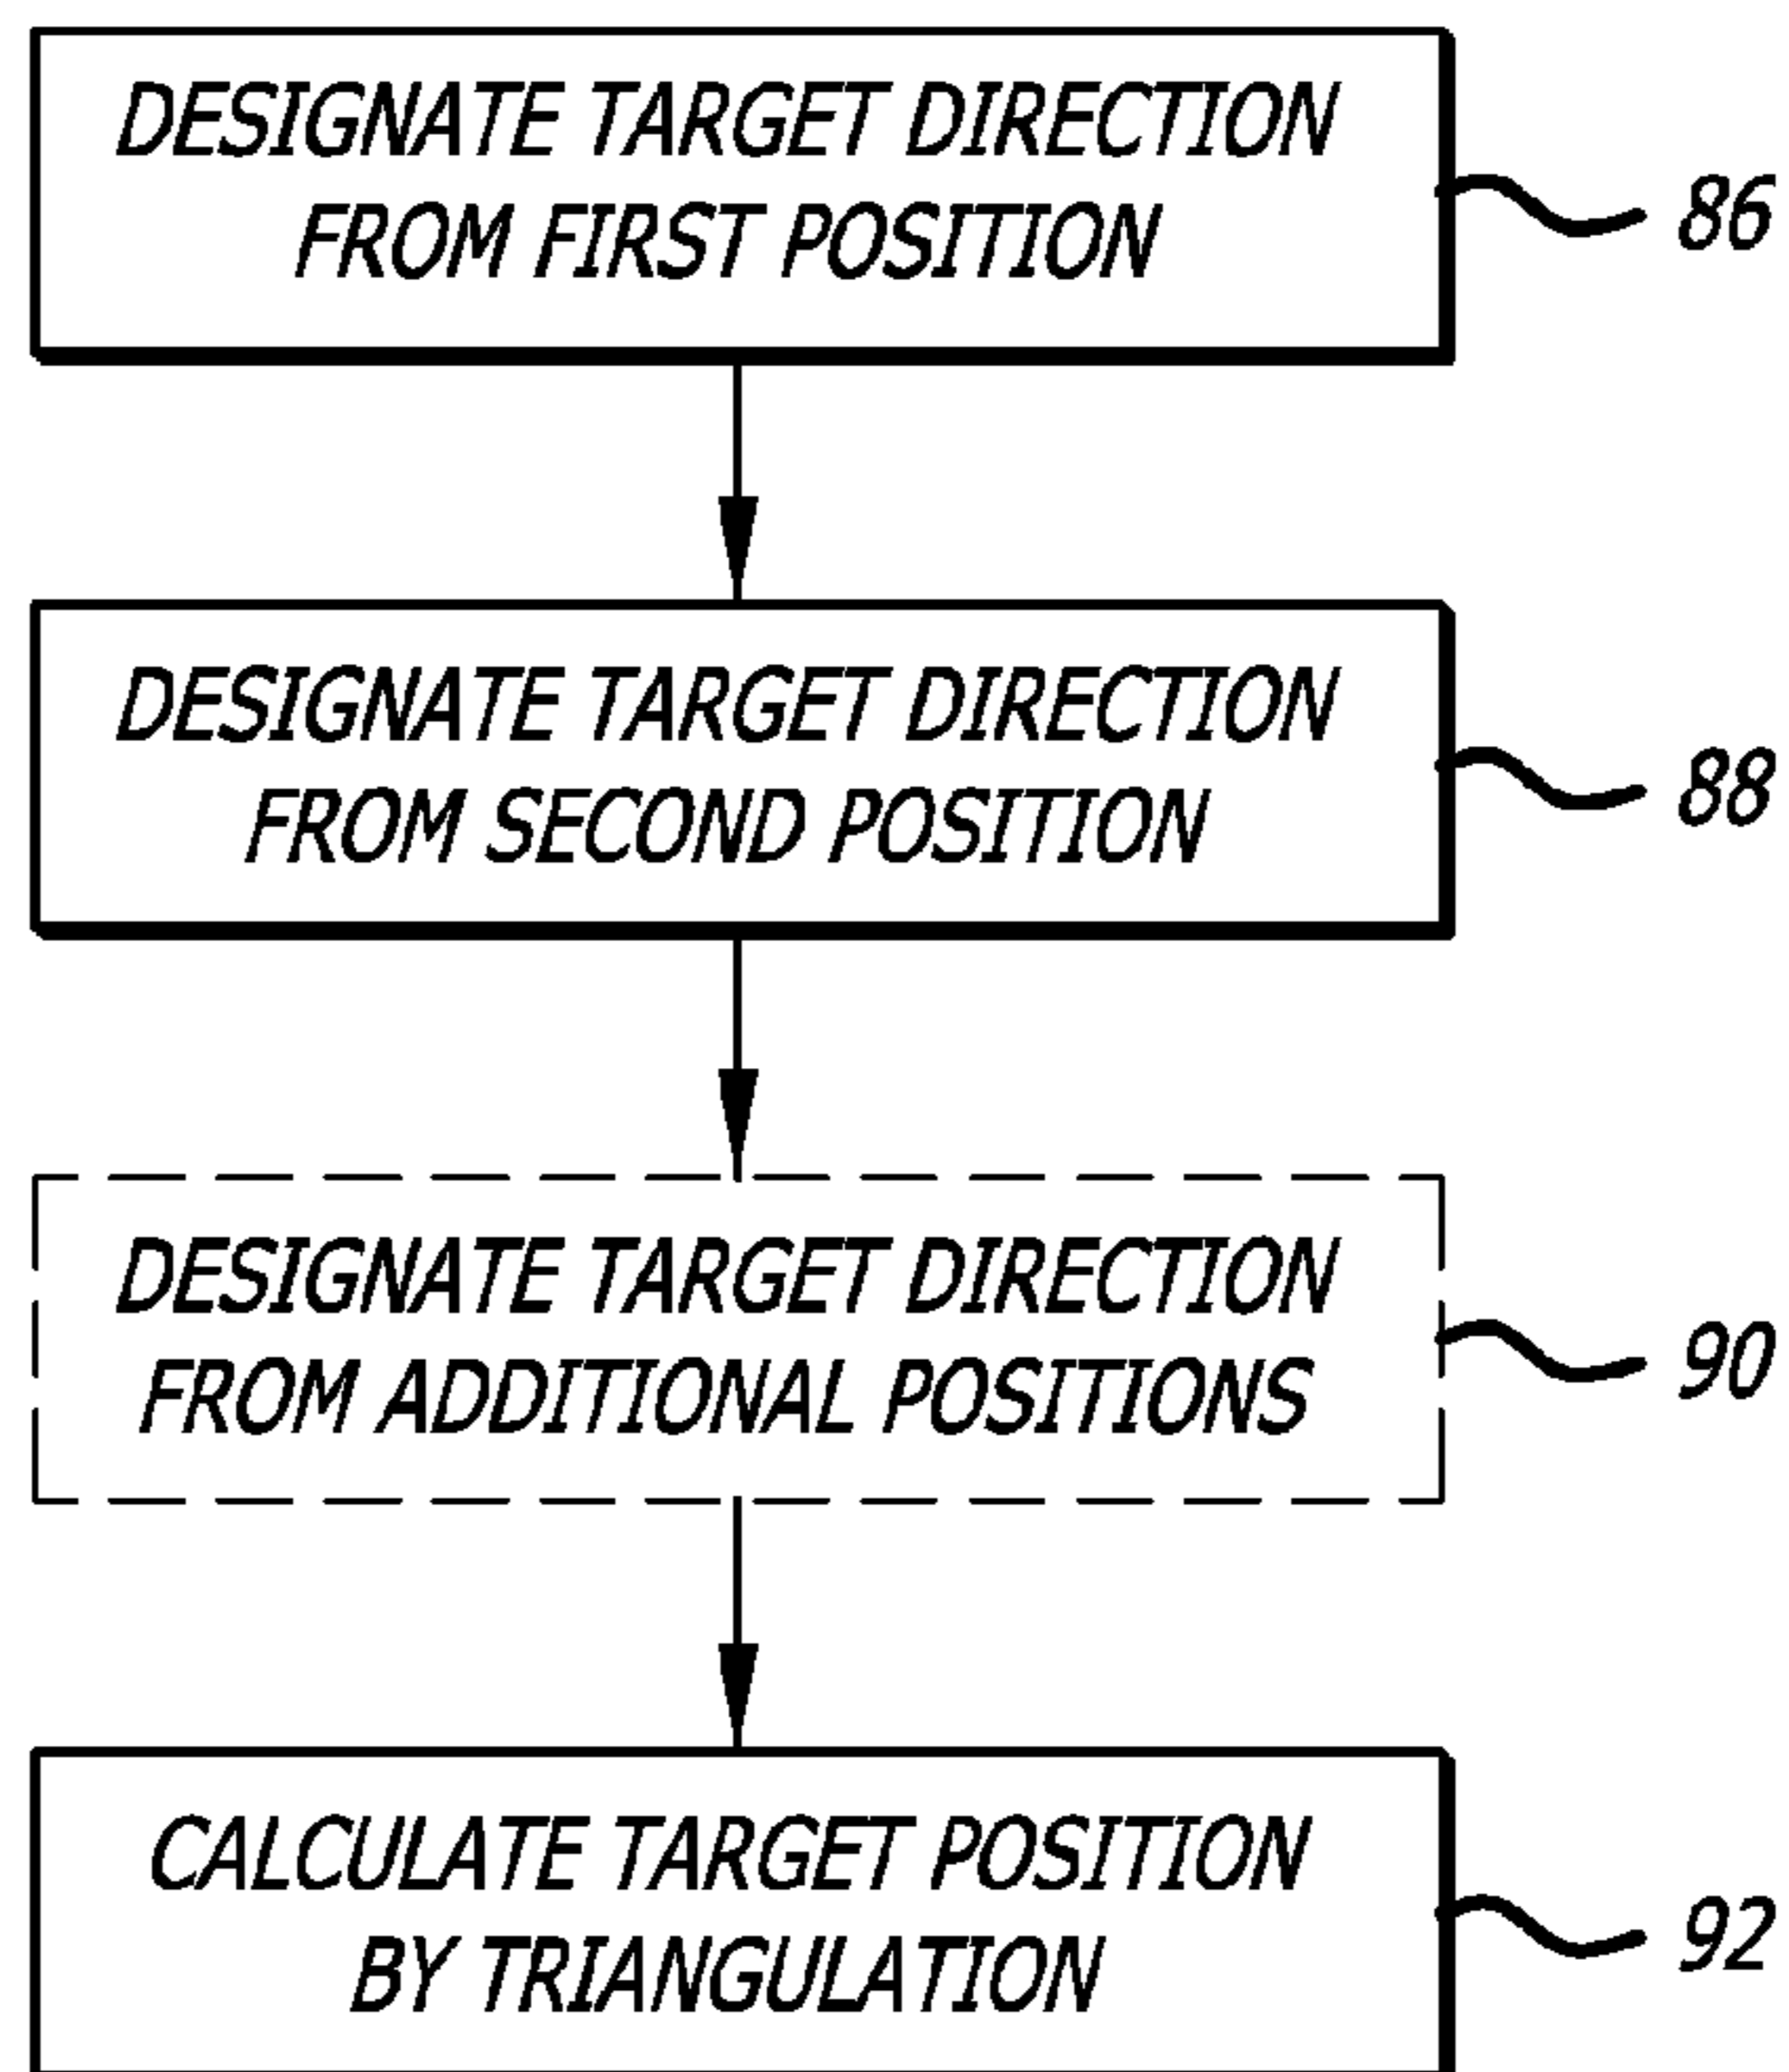 DESIGNATE TARGET DIRECTION
FROM FIRST POSITION
86
DESIGNATE TARGET DIRECTION
FROM SECOND POSITION
88
DESIGNATE TARGET DIRECTION
FROM ADDITIONAL POSITIONS
90
CALCULATE TARGET POSITION
BY TRIANGULATION
92